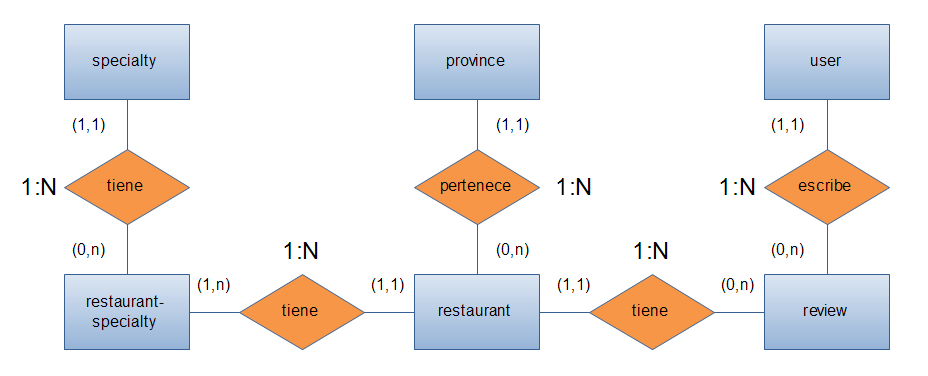 specialty
province
user
(1,1)
(1,1)
(1,1)
1:N
tiene
pertenece
1:N
1:N
escribe
(0,n)
(0,n)
(0,n)
1:N
1:N
restaurant-
specialty
(1,n)
tiene
(1,1)
restaurant
(1,1)
tiene
(0,n)
review